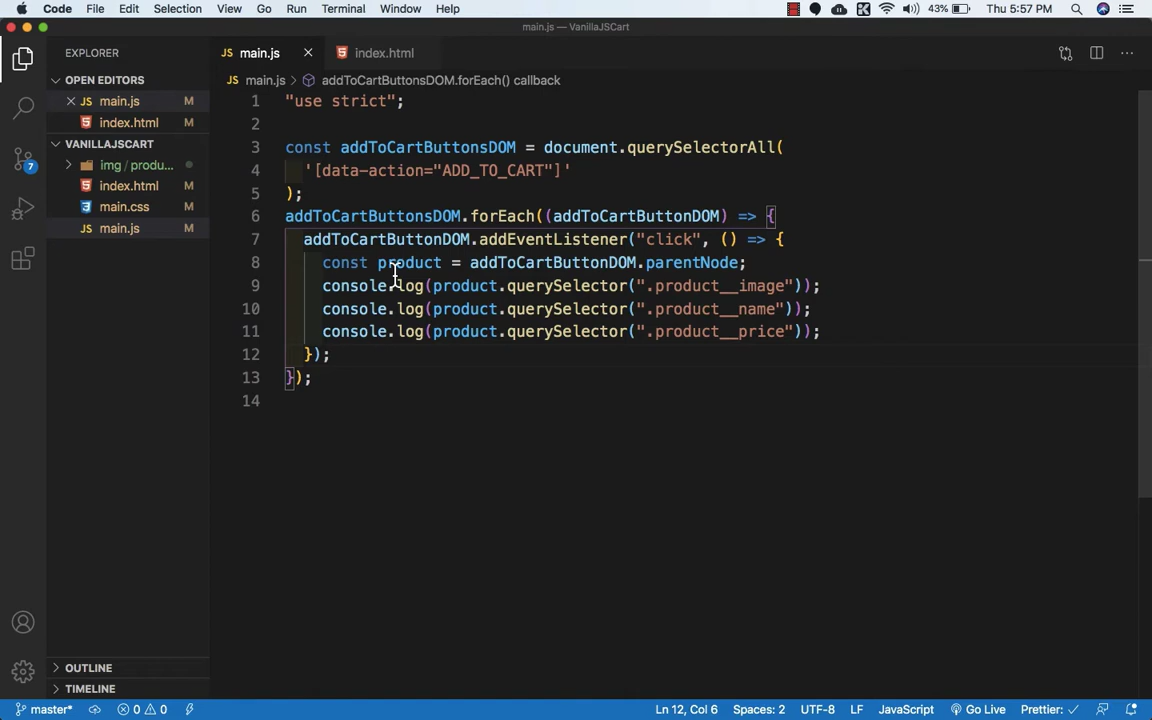 Code File Edit Selection View Go Run Terminal Window Help 43% Thu 5:57 PM
main.js — VanillaJSCart
EXPLORER
main.js
index.html
OPEN EDITORS
main.js M
index.html M
VANILLAJSCART
img / produ...
index.html M
main.css M
main.js M
7
OUTLINE
TIMELINE
main.js > addToCartButtonsDOM.forEach() callback
1 "use strict";
2
3 const addToCartButtonsDOM = document.querySelectorAll(
4 '[data-action="ADD_TO_CART"]'
5 );
6 addToCartButtonsDOM.forEach((addToCartButtonDOM) => {
7 addToCartButtonDOM.addEventListener("click", () => {
8 const product = addToCartButtonDOM.parentNode;
9 console.log(product.querySelector(".product__image"));
10 console.log(product.querySelector(".product__name"));
11 console.log(product.querySelector(".product__price"));
12 });
13 });
14
master* 0 0 Ln 12, Col 6 Spaces: 2 UTF-8 LF JavaScript Go Live Prettier: ✓